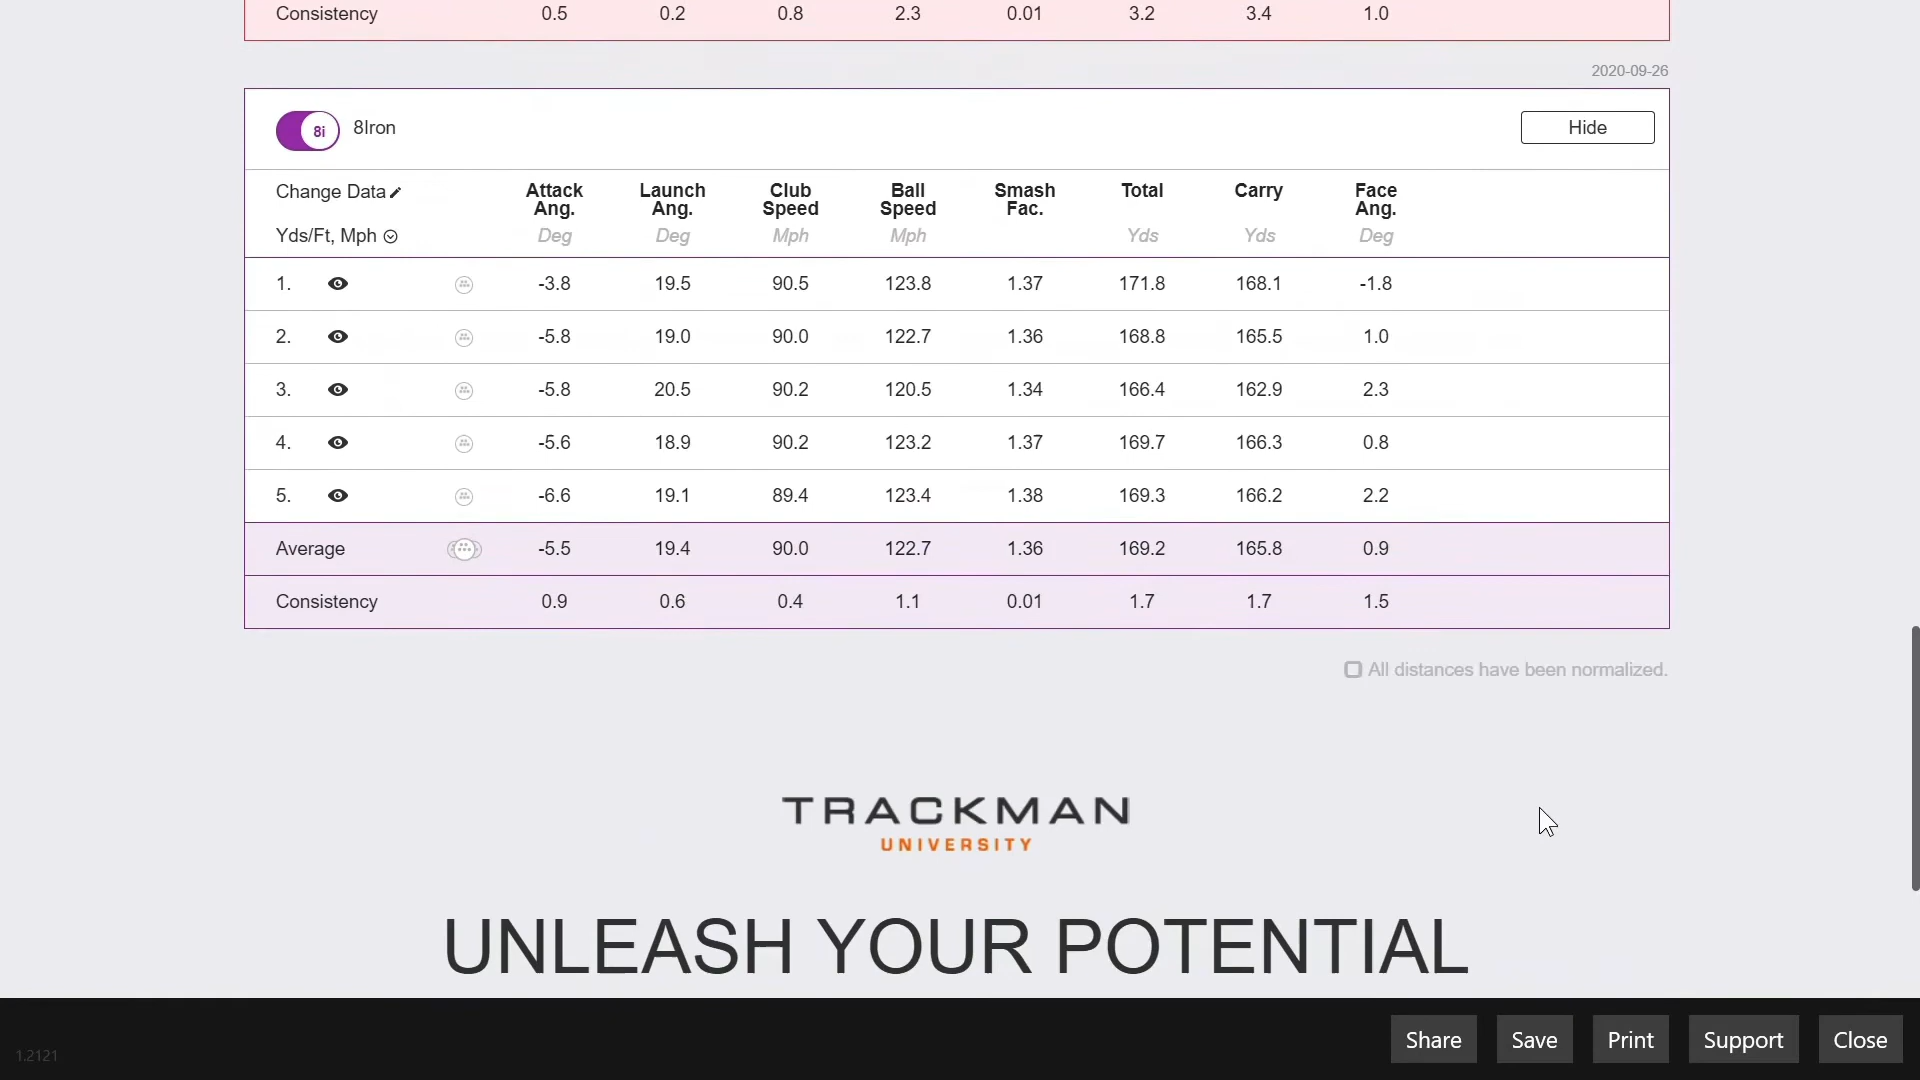 Consistency 0.5 0.2 0.8 2.3 0.01 3.2 3.4 1.0
2020-09-26
8i 8Iron Hide
Change Data Attack Ang. Launch Ang. Club Speed Ball Speed Smash Fac. Total Carry Face Ang.
Yds/Ft, Mph Deg Deg Mph Mph Yds Yds Deg
1. -3.8 19.5 90.5 123.8 1.37 171.8 168.1 -1.8
2. -5.8 19.0 90.0 122.7 1.36 168.8 165.5 1.0
3. -5.8 20.5 90.2 120.5 1.34 166.4 162.9 2.3
4. -5.6 18.9 90.2 123.2 1.37 169.7 166.3 0.8
5. -6.6 19.1 89.4 123.4 1.38 169.3 166.2 2.2
Average -5.5 19.4 90.0 122.7 1.36 169.2 165.8 0.9
Consistency 0.9 0.6 0.4 1.1 0.01 1.7 1.7 1.5
All distances have been normalized.
TRACKMAN
UNIVERSITY
UNLEASH YOUR POTENTIAL
Share Save Print Support Close
1.2121